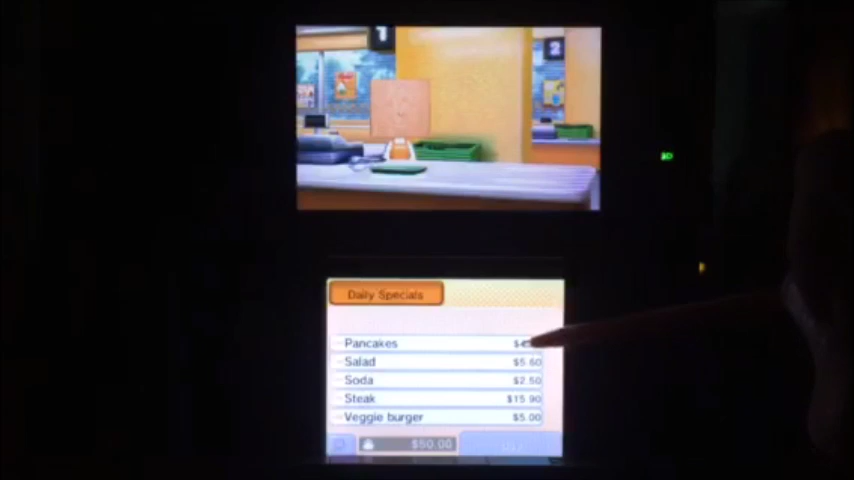 1
2
3D
Daily Specials
Pancakes
Salad $5.60
Soda $2.50
Steak $15.90
Veggie burger $5.00
$50.00